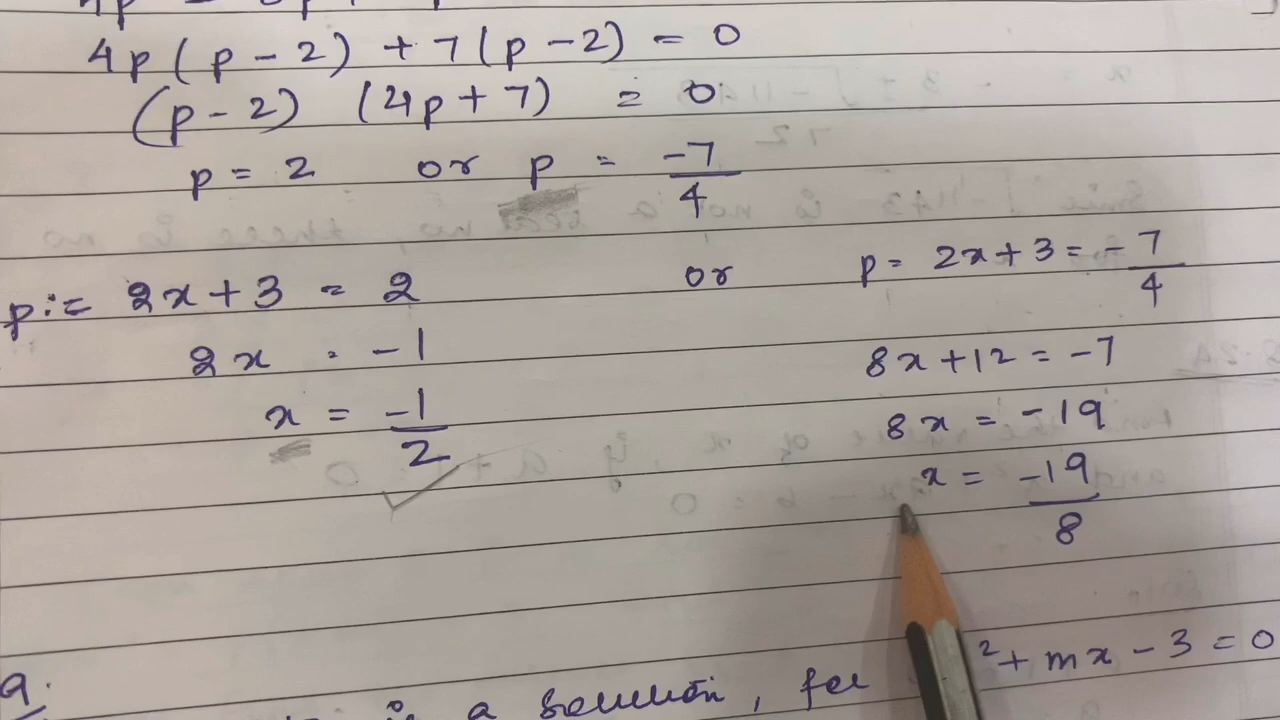 4p(p-2) + 7(p-2) = 0
(p-2) (4p+7) = 0
p = 2 or p = -7/4
p := 2x+3 = 2 or p = 2x+3 = -7/4
2x = -1 8x+12 = -7
x = -1/2 8x = -19
x = -19/8
is a solution, for ²+mx-3=0